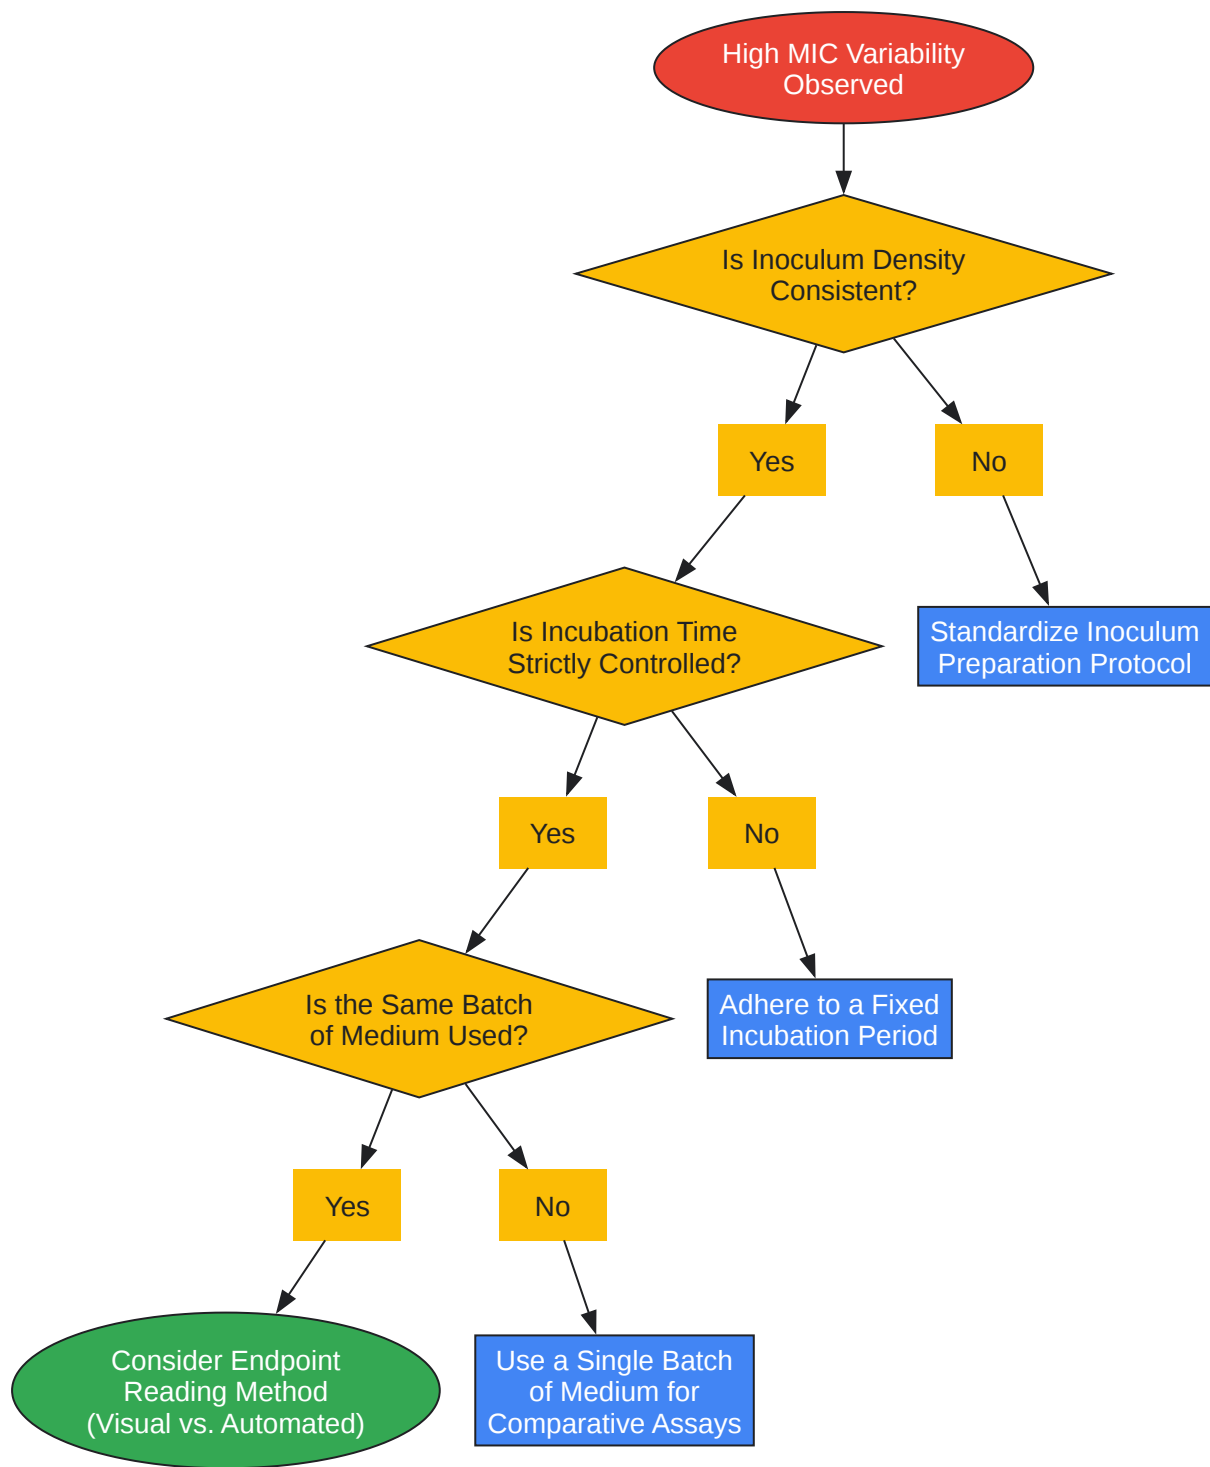 High MIC Variability
Observed
Is Inoculum Density
Consistent?
Yes
No
Standardize Inoculum
Preparation Protocol
Is Incubation Time
Strictly Controlled?
Yes
No
Adhere to a Fixed
Incubation Period
Is the Same Batch
of Medium Used?
Yes
No
Consider Endpoint
Reading Method
(Visual vs. Automated)
Use a Single Batch
of Medium for
Comparative Assays